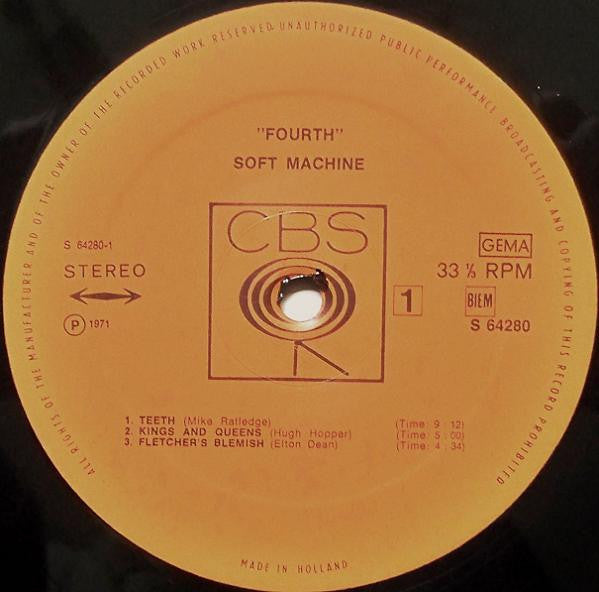 ALL RIGHTS OF THE MANUFACTURER AND OF THE OWNER OF THE RECORDED WORK RESERVED UNAUTHORIZED PUBLIC PERFORMANCE BROADCASTING AND COPYING OF THIS RECORD PROHIBITED
"FOURTH"
SOFT MACHINE
CBS
S 64280-1
STEREO
P 1971
1
GEMA
33 ⅓ RPM
BIEM
S 64280
1. TEETH (Mike Ratledge) (Time: 9 : 12)
2. KINGS AND QUEENS (Hugh Hopper) (Time: 5 : 00)
3. FLETCHER'S BLEMISH (Elton Dean) (Time: 4 : 34)
MADE IN HOLLAND